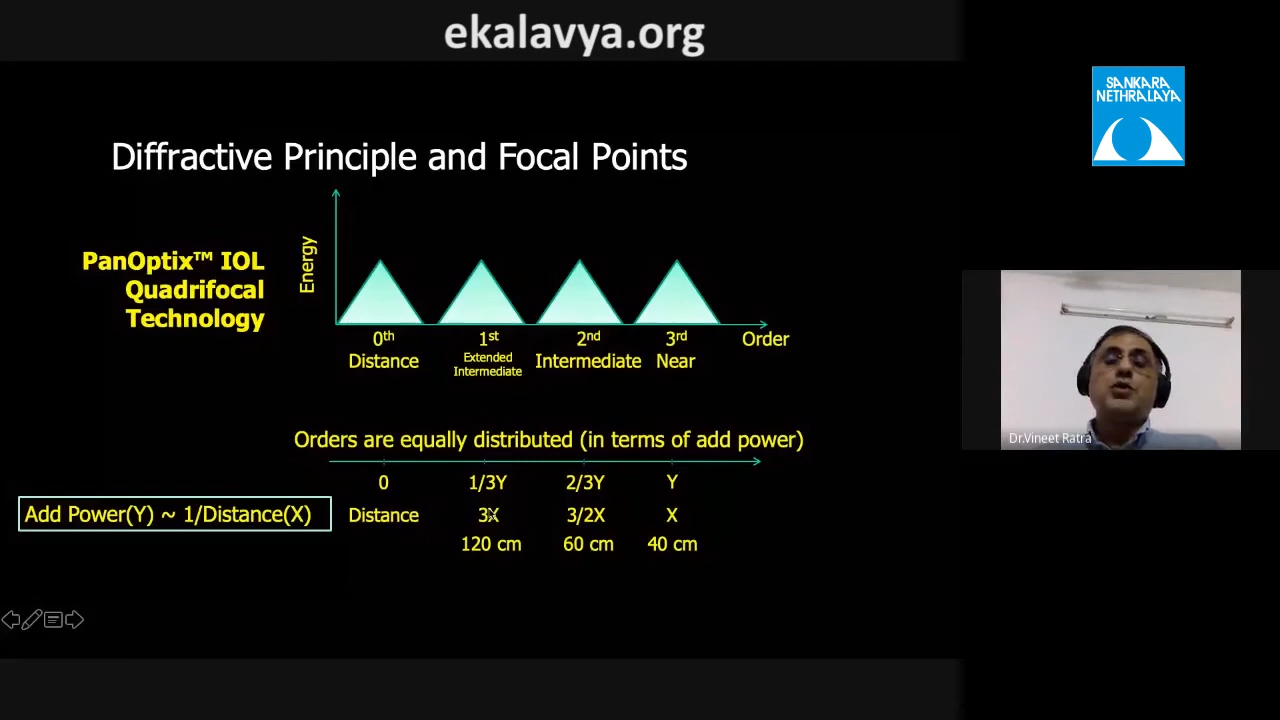 ekalavya.org
SANKARA
NETHRALAYA
Diffractive Principle and Focal Points
PanOptix™ IOL
Quadrifocal
Technology
Energy
0th 1st 2nd 3rd Order
Distance Extended Intermediate Near
Intermediate
Orders are equally distributed (in terms of add power)
0 1/3Y 2/3Y Y
Add Power(Y) ~ 1/Distance(X) Distance 3X 3/2X X
120 cm 60 cm 40 cm
Dr.Vineet Ratra